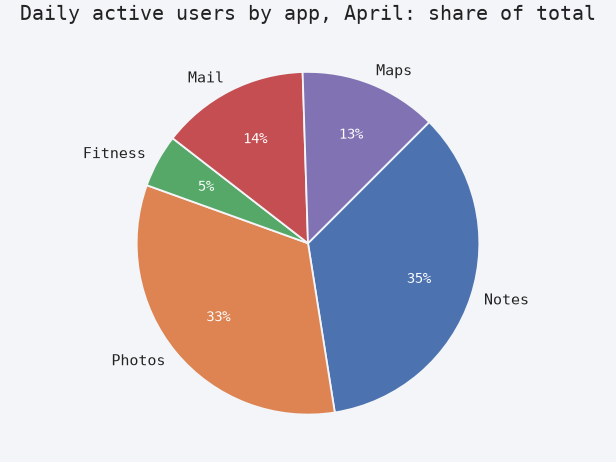 Daily active users by app, April: share of total
Maps
Mail
13%
14%
Fitness
5%
35%
Notes
33%
Photos